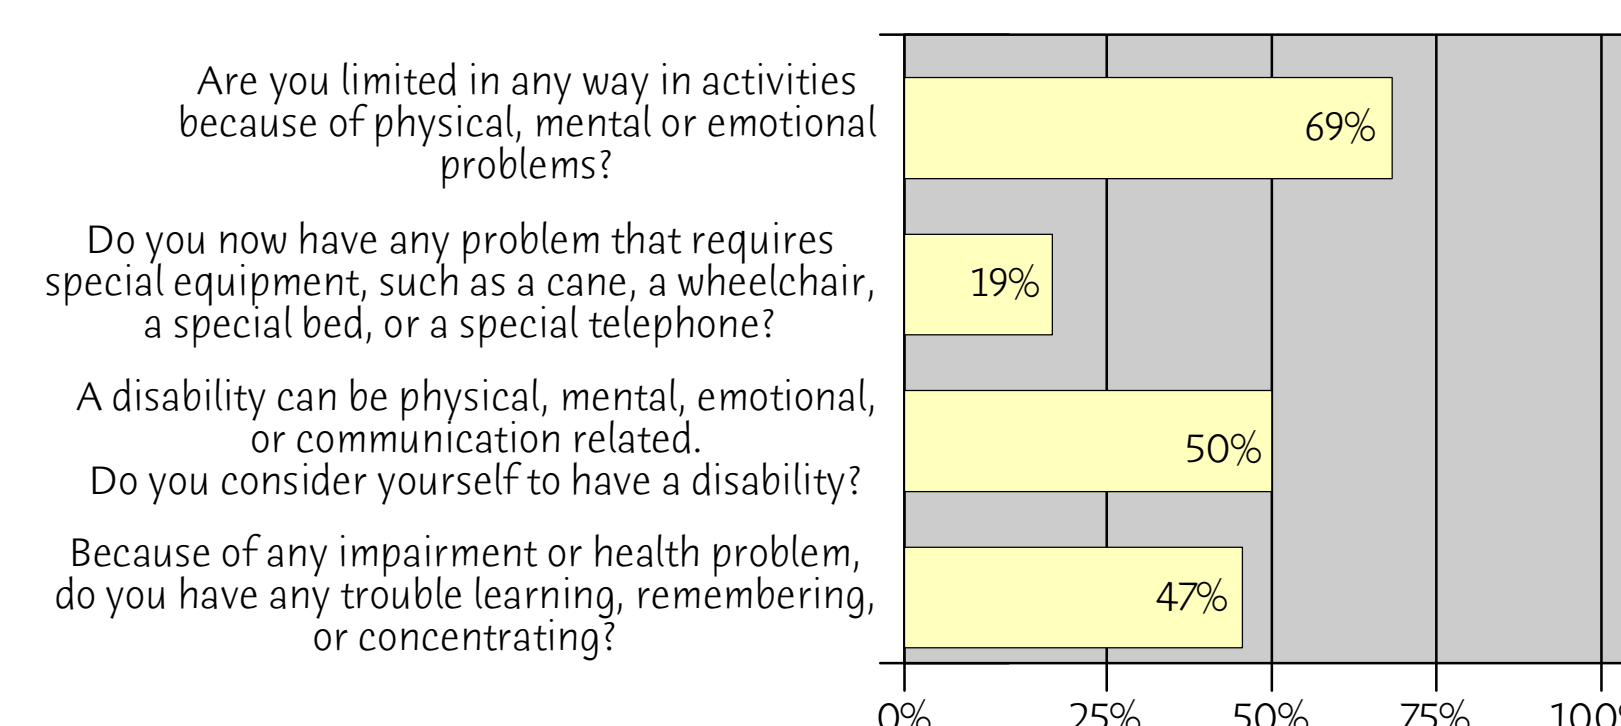 Are you limited in any way in activities
because of physical, mental or emotional
problems?
69%
Do you now have any problem that requires
special equipment, such as a cane, a wheelchair,
a special bed, or a special telephone?
19%
A disability can be physical, mental, emotional,
or communication related.
Do you consider yourself to have a disability?
50%
Because of any impairment or health problem,
do you have any trouble learning, remembering,
or concentrating?
47%
0% 25% 50% 75% 100%